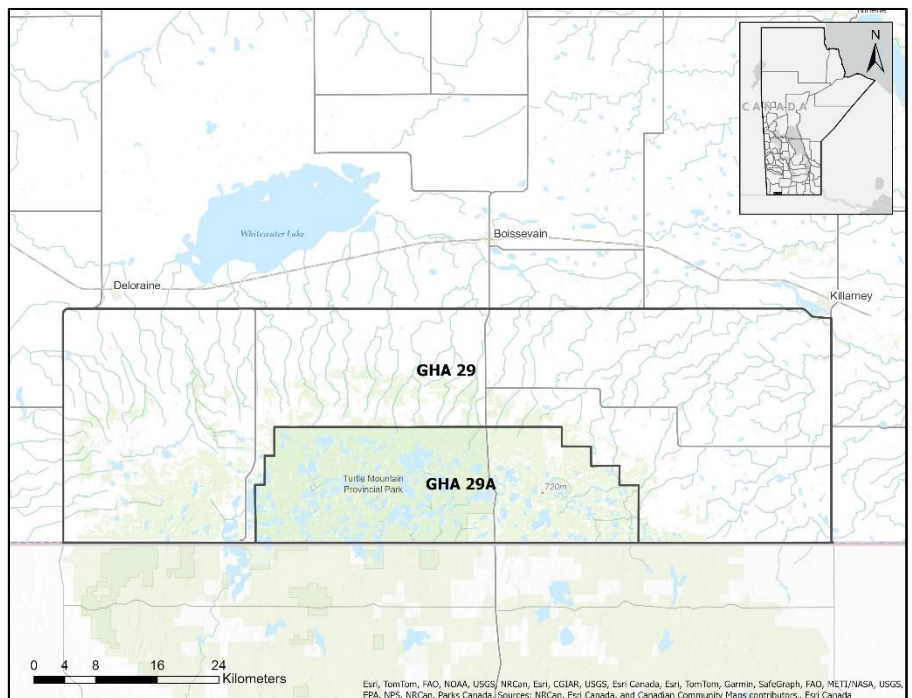 Ninette
N
CANADA
Whitewater Lake
Boissevain
Deloraine
Killarney
GHA 29
Turtle Mountain
Provincial Park
GHA 29A
720m
0 4 8 16 24
Kilometers
Esri, TomTom, FAO, NOAA, USGS, NRCan, Esri, CGIAR, USGS, Esri Canada, Esri, TomTom, Garmin, SafeGraph, FAO, METI/NASA, USGS,
EPA, NPS, NRCan, Parks Canada, Sources: NRCan, Esri Canada, and Canadian Community Maps contributors., Esri Canada